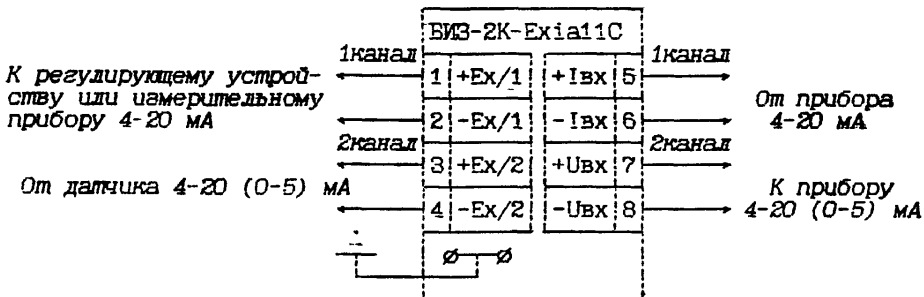 БИЗ-2К-Exia11С
1канал 1канал
К регулирующему устрой-
ству или измерительному
прибору 4-20 мА
1 +Ex/1 +Iвх 5
2 -Ex/1 -Iвх 6
От прибора
4-20 мА
2канал 2канал
3 +Ex/2 +Uвх 7
От датчика 4-20 (0-5) мА
4 -Ex/2 -Uвх 8
К прибору
4-20 (0-5) мА